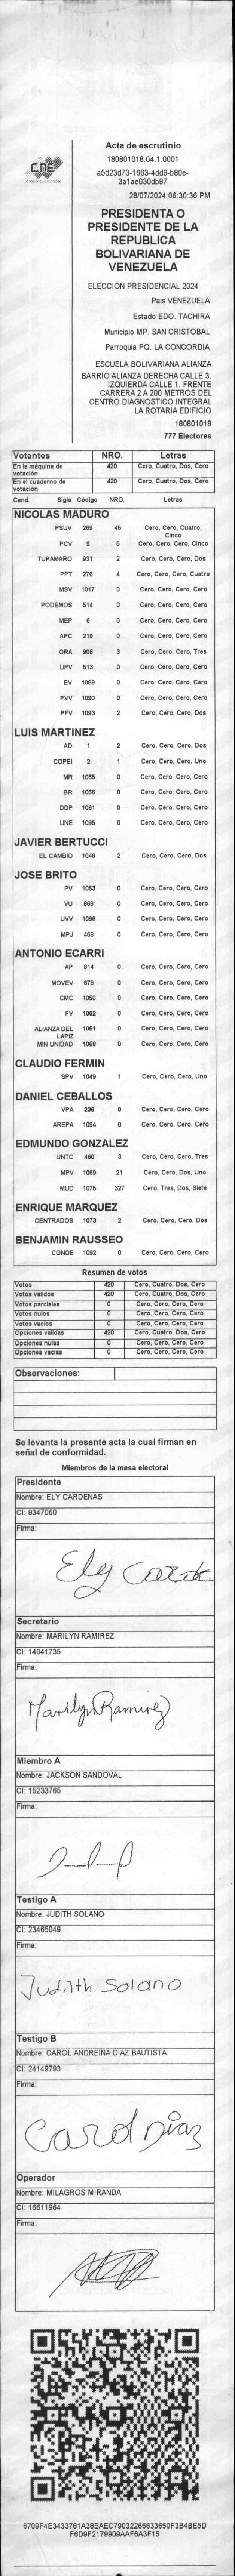 CNE
Acta de escrutinio
180801018.04.1.0001
a5d23d73-1663-4dd9-b80e-
3a1ae030db97
28/07/2024 06:30:36 PM
PRESIDENTA O
PRESIDENTE DE LA
REPUBLICA
BOLIVARIANA DE
VENEZUELA
ELECCIÓN PRESIDENCIAL 2024
País VENEZUELA
Estado EDO. TACHIRA
Municipio MP. SAN CRISTOBAL
Parroquia PQ. LA CONCORDIA
ESCUELA BOLIVARIANA ALIANZA
BARRIO ALIANZA DERECHA CALLE 3.
IZQUIERDA CALLE 1. FRENTE
CARRERA 2 A 200 METROS DEL
CENTRO DIAGNOSTICO INTEGRAL
LA ROTARIA EDIFICIO
180801018
777 Electores
Votantes NRO. Letras
En la máquina de votación 420 Cero, Cuatro, Dos, Cero
En el cuaderno de votación 420 Cero, Cuatro, Dos, Cero
Cand. Sigla Código NRO. Letras
NICOLAS MADURO
PSUV 269 45 Cero, Cero, Cuatro, Cinco
PCV 9 5 Cero, Cero, Cero, Cinco
TUPAMARO 931 2 Cero, Cero, Cero, Dos
PPT 276 4 Cero, Cero, Cero, Cuatro
MSV 1017 0 Cero, Cero, Cero, Cero
PODEMOS 514 0 Cero, Cero, Cero, Cero
MEP 6 0 Cero, Cero, Cero, Cero
APC 219 0 Cero, Cero, Cero, Cero
ORA 906 3 Cero, Cero, Cero, Tres
UPV 513 0 Cero, Cero, Cero, Cero
EV 1089 0 Cero, Cero, Cero, Cero
PVV 1090 0 Cero, Cero, Cero, Cero
PFV 1093 2 Cero, Cero, Cero, Dos
LUIS MARTINEZ
AD 1 2 Cero, Cero, Cero, Dos
COPEI 2 1 Cero, Cero, Cero, Uno
MR 1065 0 Cero, Cero, Cero, Cero
BR 1066 0 Cero, Cero, Cero, Cero
DDP 1091 0 Cero, Cero, Cero, Cero
UNE 1095 0 Cero, Cero, Cero, Cero
JAVIER BERTUCCI
EL CAMBIO 1048 2 Cero, Cero, Cero, Dos
JOSE BRITO
PV 1053 0 Cero, Cero, Cero, Cero
VU 868 0 Cero, Cero, Cero, Cero
UVV 1096 0 Cero, Cero, Cero, Cero
MPJ 458 0 Cero, Cero, Cero, Cero
ANTONIO ECARRI
AP 814 0 Cero, Cero, Cero, Cero
MOVEV 878 0 Cero, Cero, Cero, Cero
CMC 1050 0 Cero, Cero, Cero, Cero
FV 1062 0 Cero, Cero, Cero, Cero
ALIANZA DEL LAPIZ 1051 0 Cero, Cero, Cero, Cero
MIN UNIDAD 1088 0 Cero, Cero, Cero, Cero
CLAUDIO FERMIN
SPV 1049 1 Cero, Cero, Cero, Uno
DANIEL CEBALLOS
VPA 236 0 Cero, Cero, Cero, Cero
AREPA 1094 0 Cero, Cero, Cero, Cero
EDMUNDO GONZALEZ
UNTC 460 3 Cero, Cero, Cero, Tres
MPV 1069 21 Cero, Cero, Dos, Uno
MUD 1075 327 Cero, Tres, Dos, Siete
ENRIQUE MARQUEZ
CENTRADOS 1073 2 Cero, Cero, Cero, Dos
BENJAMIN RAUSSEO
CONDE 1092 0 Cero, Cero, Cero, Cero
Resumen de votos
Votos 420 Cero, Cuatro, Dos, Cero
Votos validos 420 Cero, Cuatro, Dos, Cero
Votos parciales 0 Cero, Cero, Cero, Cero
Votos nulos 0 Cero, Cero, Cero, Cero
Votos vacíos 0 Cero, Cero, Cero, Cero
Opciones validas 420 Cero, Cuatro, Dos, Cero
Opciones nulas 0 Cero, Cero, Cero, Cero
Opciones vacías 0 Cero, Cero, Cero, Cero
Observaciones:
Se levanta la presente acta la cual firman en
señal de conformidad.
Miembros de la mesa electoral
Presidente
Nombre: ELY CARDENAS
CI: 9347060
Firma:
Ely
Secretario
Nombre: MARILYN RAMIREZ
CI: 14041735
Firma:
Marilyn Ramirez
Miembro A
Nombre: JACKSON SANDOVAL
CI: 15233765
Firma:
Testigo A
Nombre: JUDITH SOLANO
CI: 23465049
Firma:
Judith Solano
Testigo B
Nombre: CAROL ANDREINA DIAZ BAUTISTA
CI: 24149793
Firma:
Carol Diaz
Operador
Nombre: MILAGROS MIRANDA
CI: 16611964
Firma:
6709F4E3433781A38EAEC79032266633650F3B4BE5D
F6D9F2179909AAF6A3F15